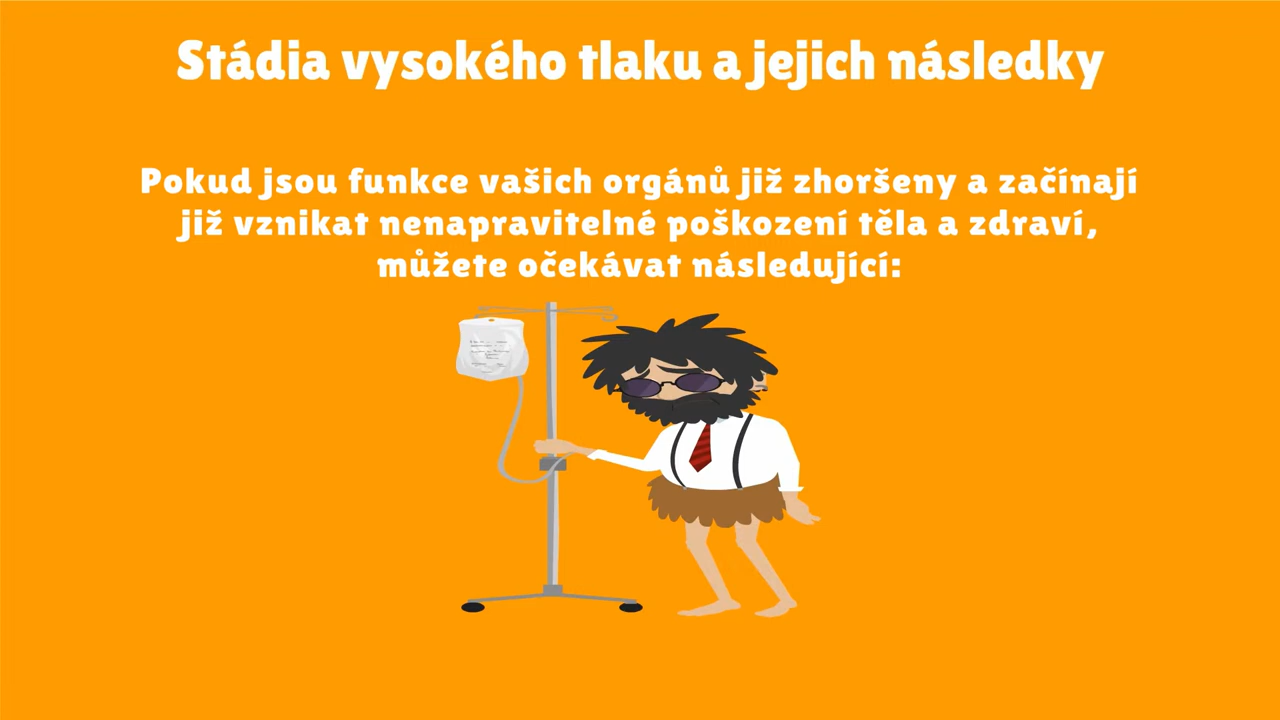 Stádia vysokého tlaku a jejich následky
Pokud jsou funkce vašich orgánů již zhoršeny a začínají
již vznikat nenapravitelné poškození těla a zdraví,
můžete očekávat následující: